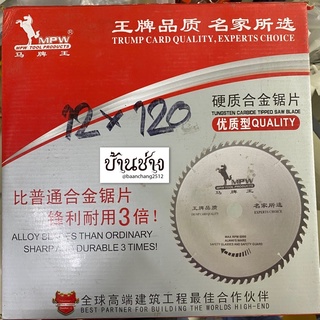 MPW
MPW TOOL PRODUCTS
马牌王
王牌品质 名家所选
TRUMP CARD QUALITY, EXPERTS CHOICE
12 x 120
硬质合金锯片
TUNGSTEN CARBIDE TIPPED SAW BLADE
优质型QUALITY
บ้านช่าง
@baanchang2512
比普通合金锯片
锋利耐用3倍!
ALLOY THAN ORDINARY
SHARP AND DURABLE 3 TIMES!
MPW
王牌品质 名家所选
EXPERTS CHOICE
全球高端建筑工程最佳合作伙伴
BEST PARTNER FOR BUILDING THE WORLDS HIGH-END